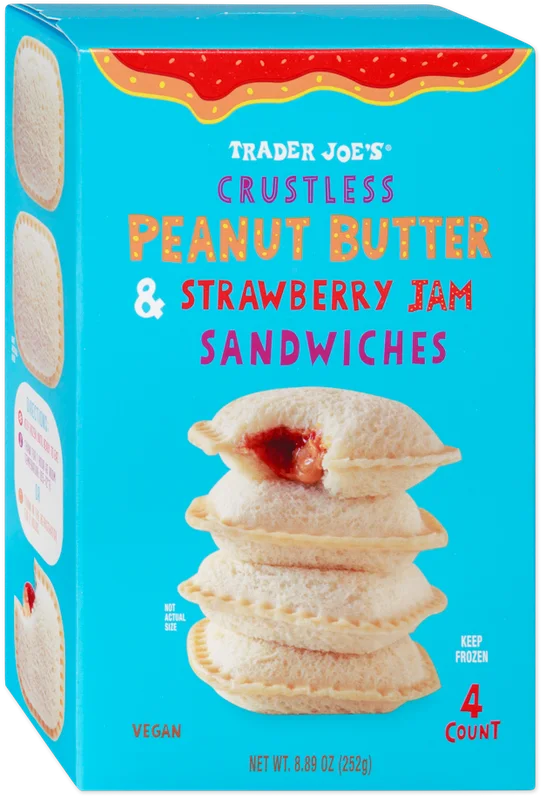 TRADER JOE'S®
CRUSTLESS
PEANUT BUTTER
& STRAWBERRY JAM
SANDWICHES
NOT
ACTUAL
SIZE
KEEP
FROZEN
4
COUNT
VEGAN
NET WT. 8.89 OZ (252g)
DIRECTIONS: